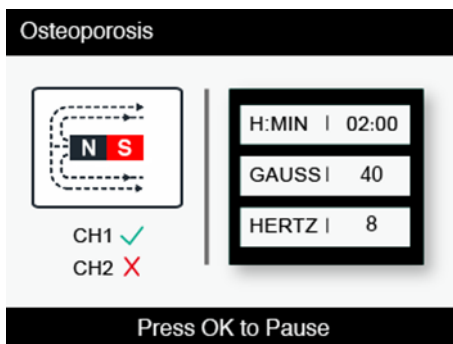 Osteoporosis
N S
CH1 ✓
CH2 X
H:MIN | 02:00
GAUSS | 40
HERTZ | 8
Press OK to Pause